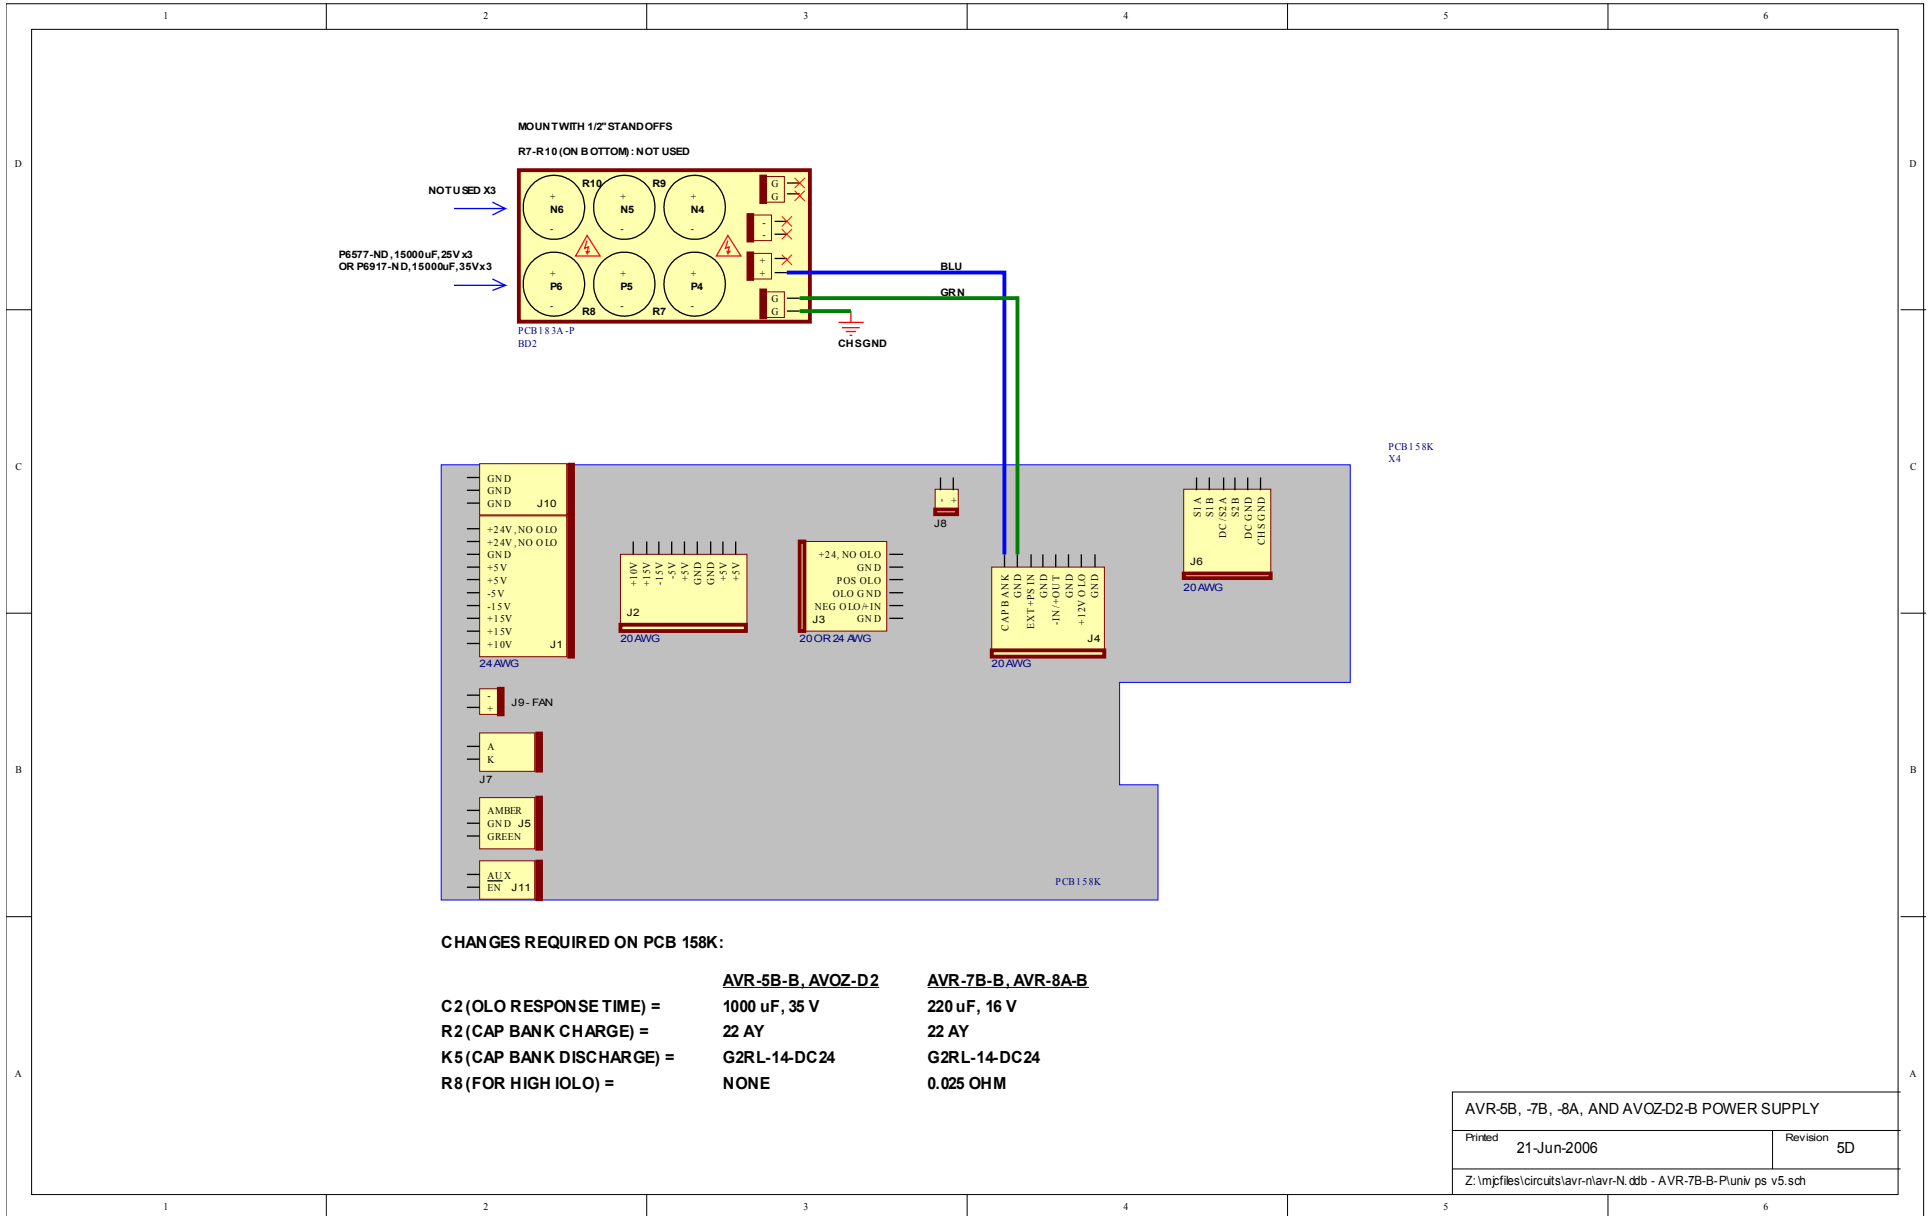 1 2 3 4 5 6
MOUNT WITH 1/2" STANDOFFS
R7-R10 (ON BOTTOM): NOT USED
D D
NOT USED X3
R10 R9
+ + +
N6 N5 N4
- - -
G
G
-
-
P6577-ND, 15000uF, 25V x3
OR P6917-ND, 15000uF, 35V x3
+ + +
P6 P5 P4
- - -
R8 R7
+
+
G
G
BLU
GRN
PCB183A-P
BD2
CHSGND
PCB158K
X4
C C
GND
GND
GND J10
+24V, NO OLO
+24V, NO OLO
GND
+5V
+5V
-5V
-15V
+15V
+15V
+10V J1
24 AWG
+10V
+15V
-15V
-5V
+5V
GND
GND
+5V
+5V
J2
20 AWG
+24, NO OLO
GND
POS OLO
OLO GND
NEG OLO/+IN
GND
J3
20 OR 24 AWG
- +
J8
CAP BANK
GND
EXT +PS IN
GND
-IN/+OUT
GND
+12V OLO
GND
J4
20 AWG
S1A
S1B
DC/S2A
S2B
DC GND
CHS GND
J6
20 AWG
-
+
J9 - FAN
B B
A
K
J7
AMBER
GND J5
GREEN
AUX
EN J11
PCB158K
CHANGES REQUIRED ON PCB 158K:
AVR-5B-B, AVOZ-D2 AVR-7B-B, AVR-8A-B
C2 (OLO RESPONSE TIME) = 1000 uF, 35 V 220 uF, 16 V
R2 (CAP BANK CHARGE) = 22 AY 22 AY
K5 (CAP BANK DISCHARGE) = G2RL-14-DC24 G2RL-14-DC24
A A
R8 (FOR HIGH IOLO) = NONE 0.025 OHM
AVR-5B, -7B, -8A, AND AVOZ-D2-B POWER SUPPLY
Printed 21-Jun-2006 Revision 5D
Z:\mjcfiles\circuits\avr-n\avr-N.ddb - AVR-7B-B-P\univ ps v5.sch
1 2 3 4 5 6